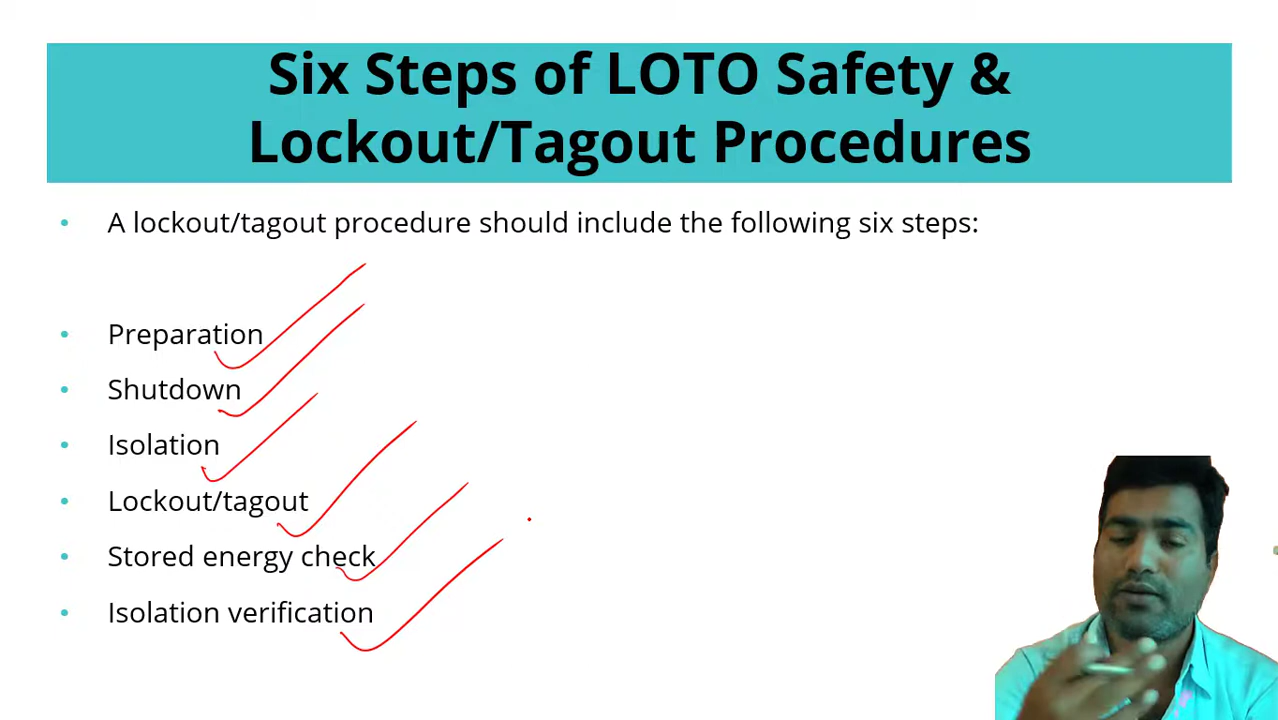 Six Steps of LOTO Safety &
Lockout/Tagout Procedures
• A lockout/tagout procedure should include the following six steps:
• Preparation
• Shutdown
• Isolation
• Lockout/tagout
• Stored energy check
• Isolation verification